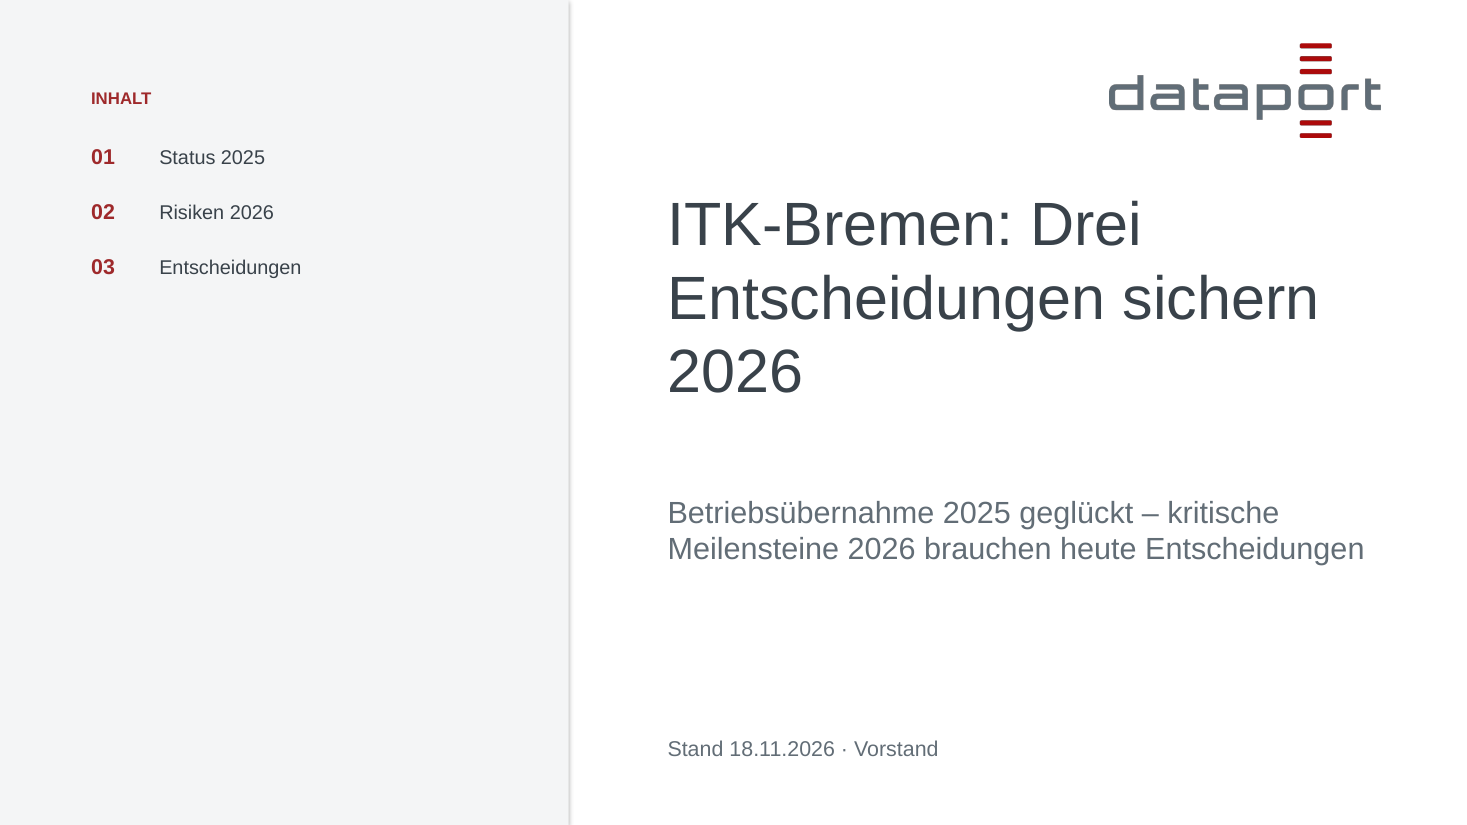 INHALT
01 Status 2025
02 Risiken 2026
03 Entscheidungen
dataport
ITK-Bremen: Drei
Entscheidungen sichern
2026
Betriebsübernahme 2025 geglückt – kritische
Meilensteine 2026 brauchen heute Entscheidungen
Stand 18.11.2026 · Vorstand